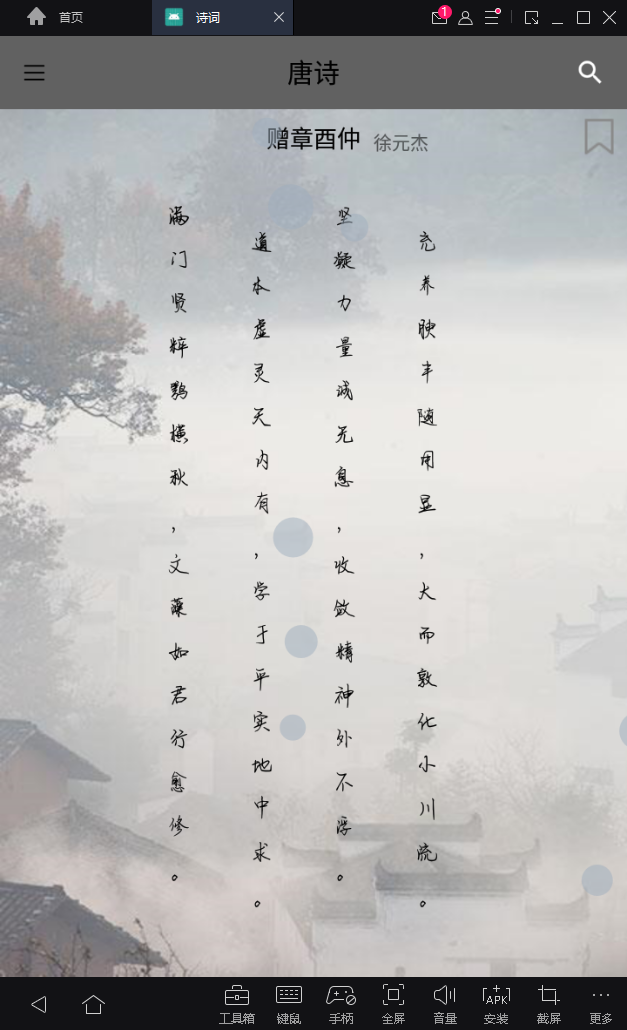 首页
诗词
1
唐诗
赠章酉仲 徐元杰
满门贤粹鹗横秋，文藻如君行愈修。
道本虚灵天内有，学于平实地中求。
坚凝力量诚无息，收敛精神外不浮。
充养腴丰随用显，大而敦化小川流。
工具箱
键鼠
手柄
全屏
音量
APK
安装
截屏
更多